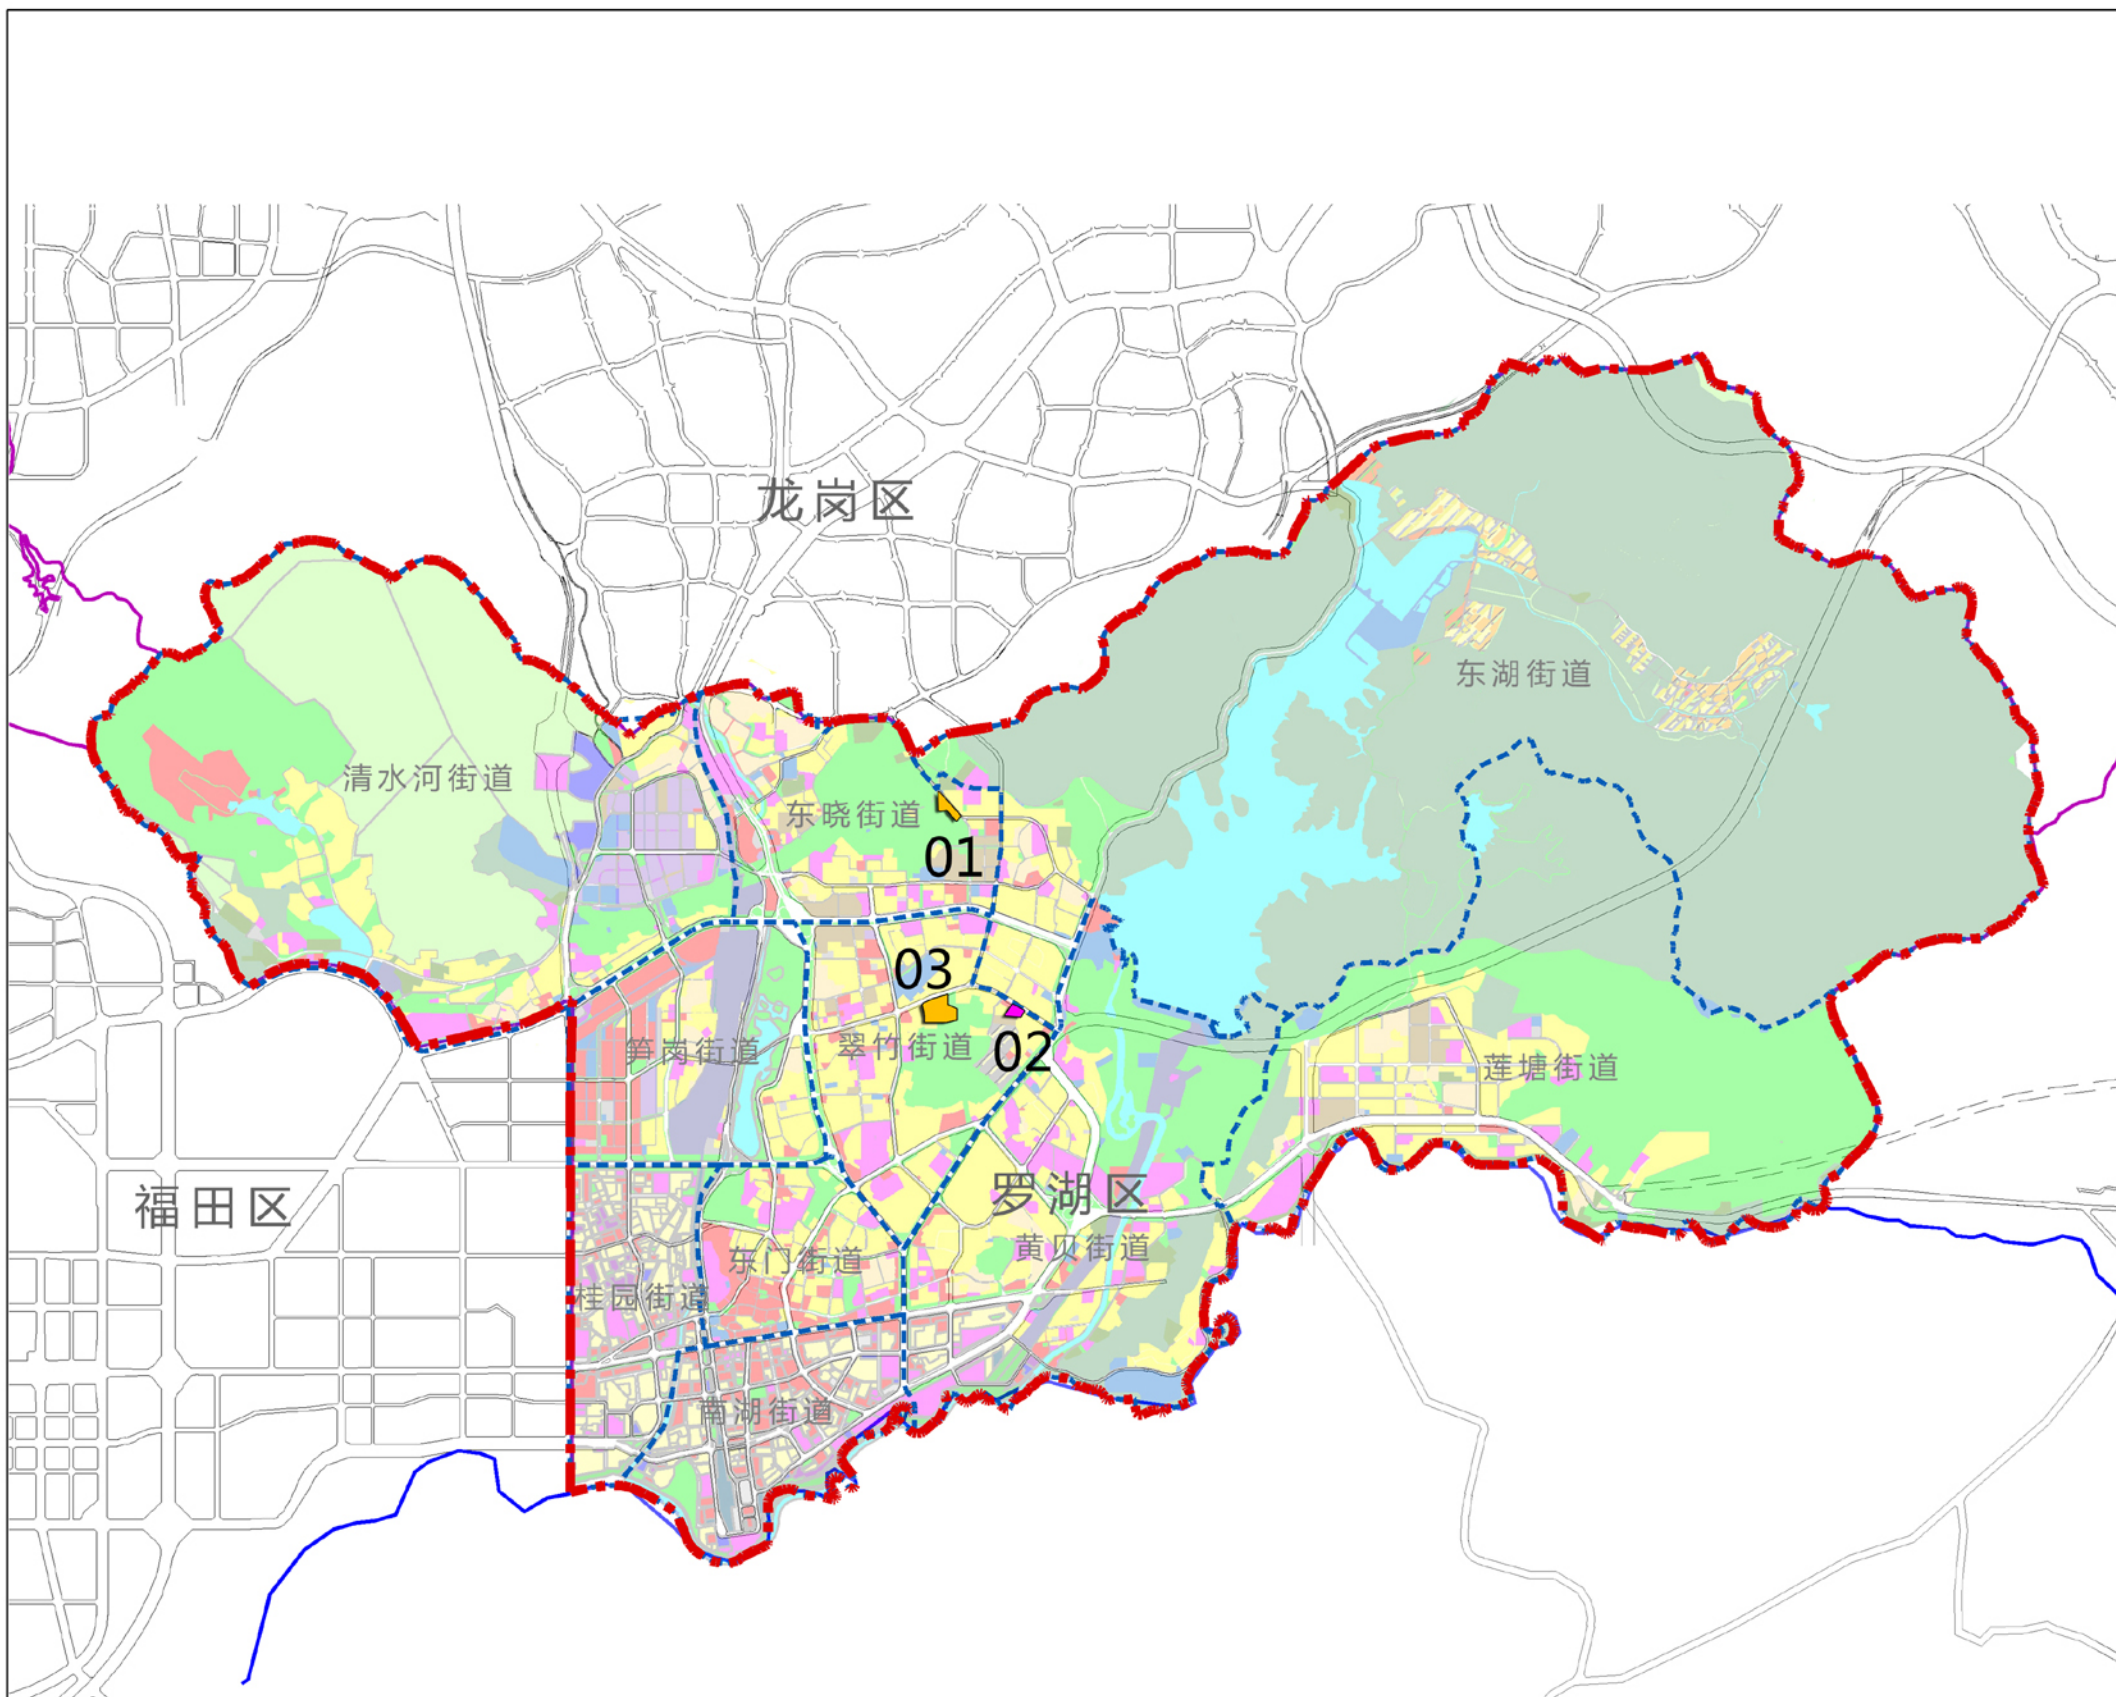 龙岗区
东湖街道
清水河街道
东晓街道
01
03
翠竹街道
02
笋岗街道
莲塘街道
罗湖区
福田区
黄贝街道
东门街道
桂园街道
南湖街道